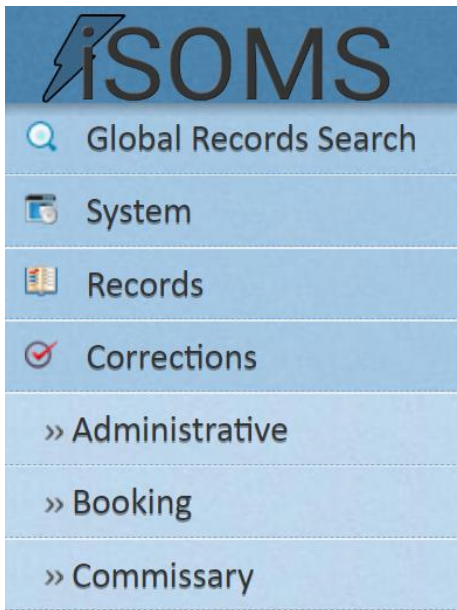 iSOMS
Global Records Search
System
Records
Corrections
» Administrative
» Booking
» Commissary